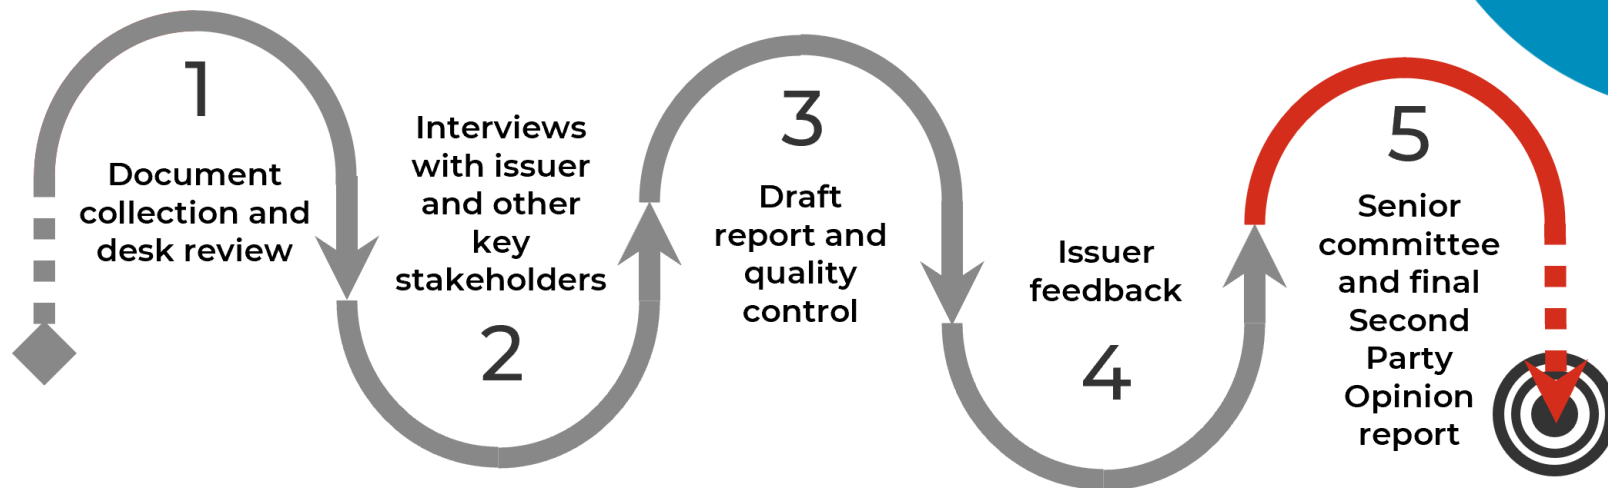 1
Document
collection and
desk review
Interviews
with issuer
and other
key
stakeholders
2
3
Draft
report and
quality
control
Issuer
feedback
4
5
Senior
committee
and final
Second
Party
Opinion
report